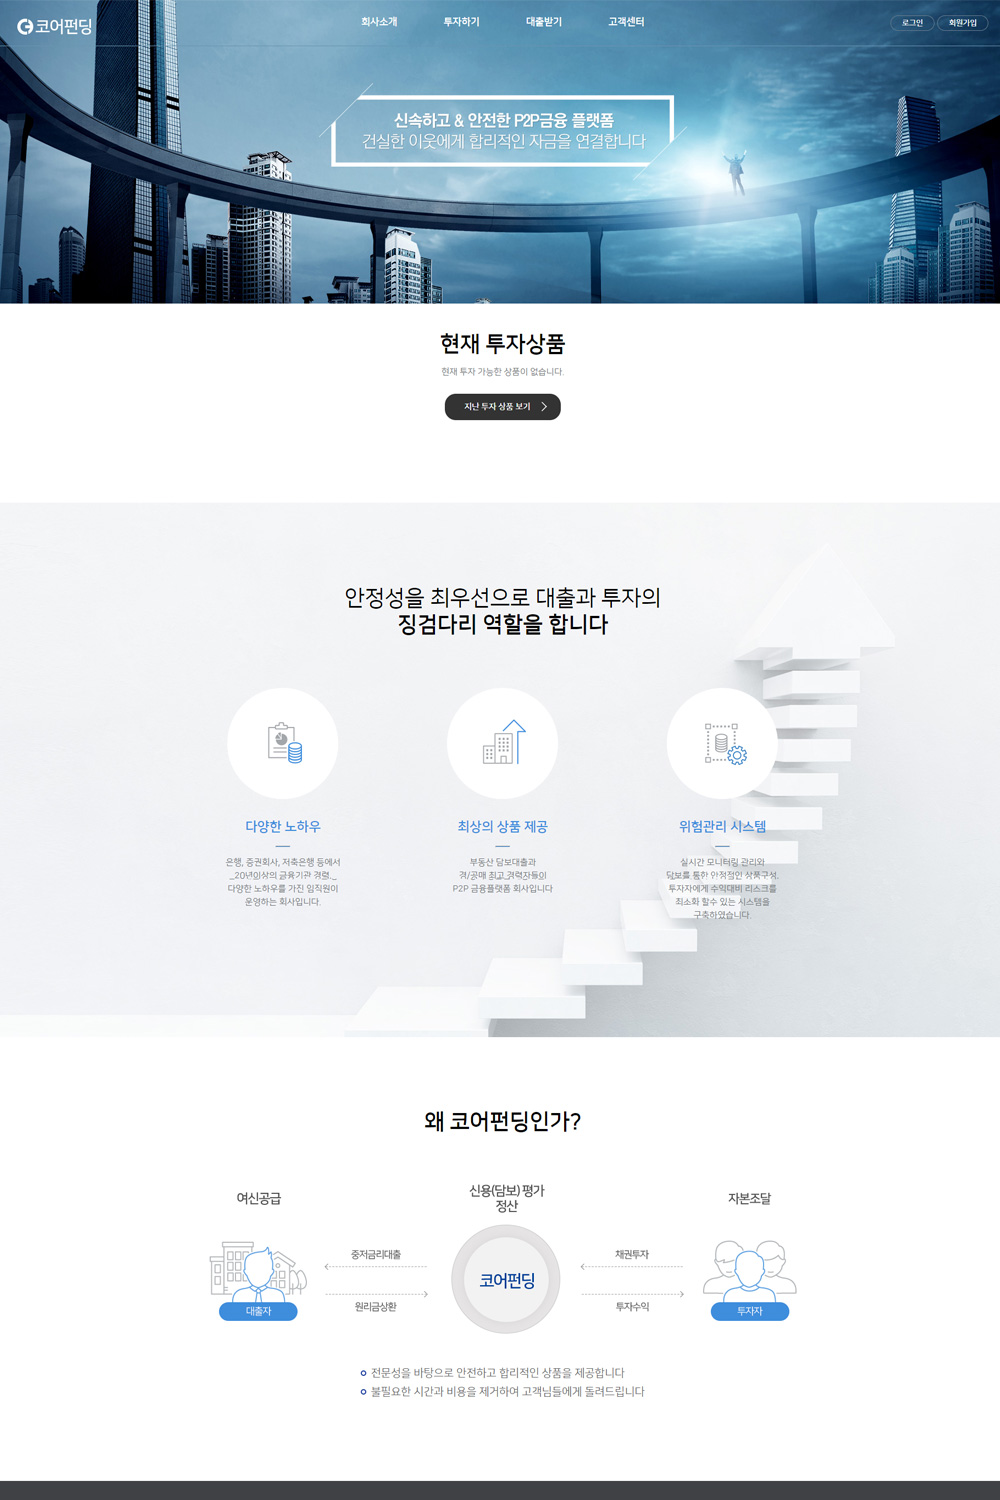 코어펀딩
회사소개 투자하기 대출받기 고객센터
로그인 회원가입
신속하고 & 안전한 P2P금융 플랫폼
건실한 이웃에게 합리적인 자금을 연결합니다
현재 투자상품
현재 투자 가능한 상품이 없습니다.
지난 투자 상품 보기
안정성을 최우선으로 대출과 투자의
징검다리 역할을 합니다
다양한 노하우
은행, 증권회사, 저축은행 등에서
_20년이상의 금융기관 경력_
다양한 노하우를 가진 임직원이
운영하는 회사입니다.
최상의 상품 제공
부동산 담보대출과
경/공매 최고 경력자들의
P2P 금융플랫폼 회사입니다
위험관리 시스템
실시간 모니터링 관리와
담보를 통한 안정적인 상품구성.
투자자에게 수익대비 리스크를
최소화 할수 있는 시스템을
구축하였습니다.
왜 코어펀딩인가?
여신공급
대출자
중저금리대출
원리금상환
신용(담보) 평가
정산
코어펀딩
채권투자
투자수익
자본조달
투자자
전문성을 바탕으로 안전하고 합리적인 상품을 제공합니다
불필요한 시간과 비용을 제거하여 고객님들에게 돌려드립니다